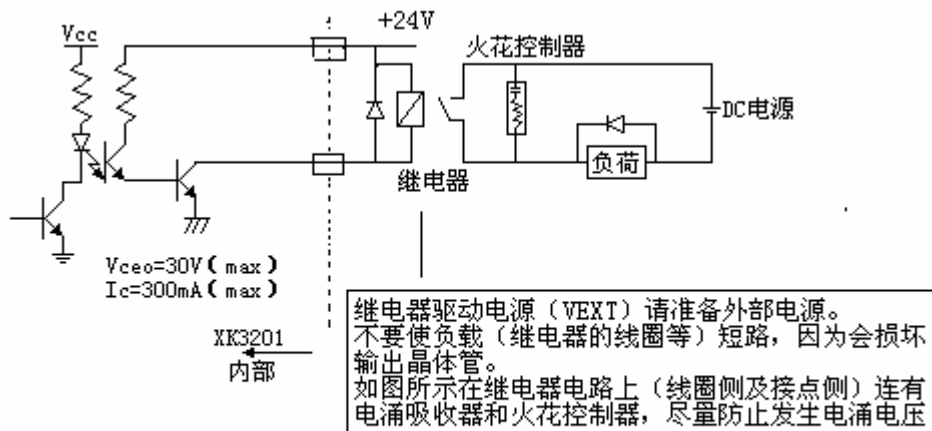 +24V
Vcc
火花控制器
DC电源
负荷
继电器
Vceo=30V(max)
Ic=300mA(max)
XK3201
内部
继电器驱动电源（VEXT）请准备外部电源。
不要使负载（继电器的线圈等）短路，因为会损坏
输出晶体管。
如图所示在继电器电路上（线圈侧及接点侧）连有
电涌吸收器和火花控制器，尽量防止发生电涌电压